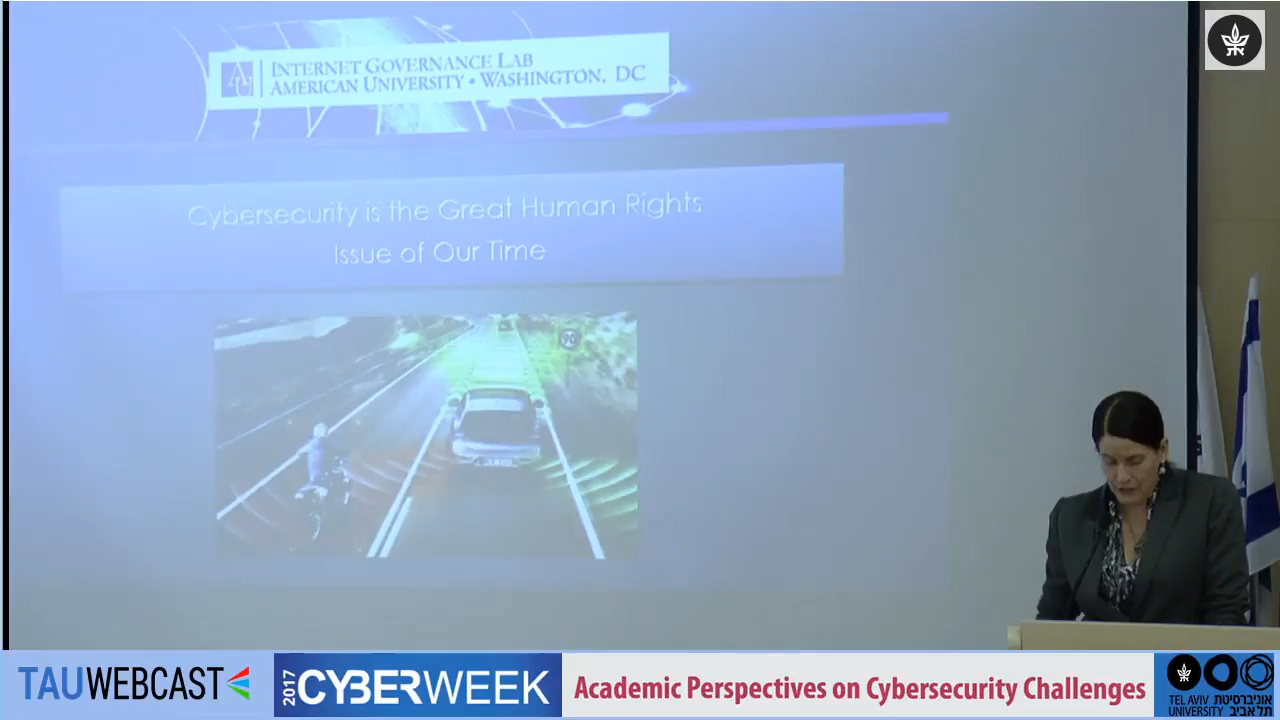 INTERNET GOVERNANCE LAB
AMERICAN UNIVERSITY • WASHINGTON, DC
Cybersecurity is the Great Human Rights
Issue of Our Time
90
TAUWEBCAST
2017 CYBERWEEK
Academic Perspectives on Cybersecurity Challenges
TEL AVIV אוניברסיטת
UNIVERSITY תל אביב